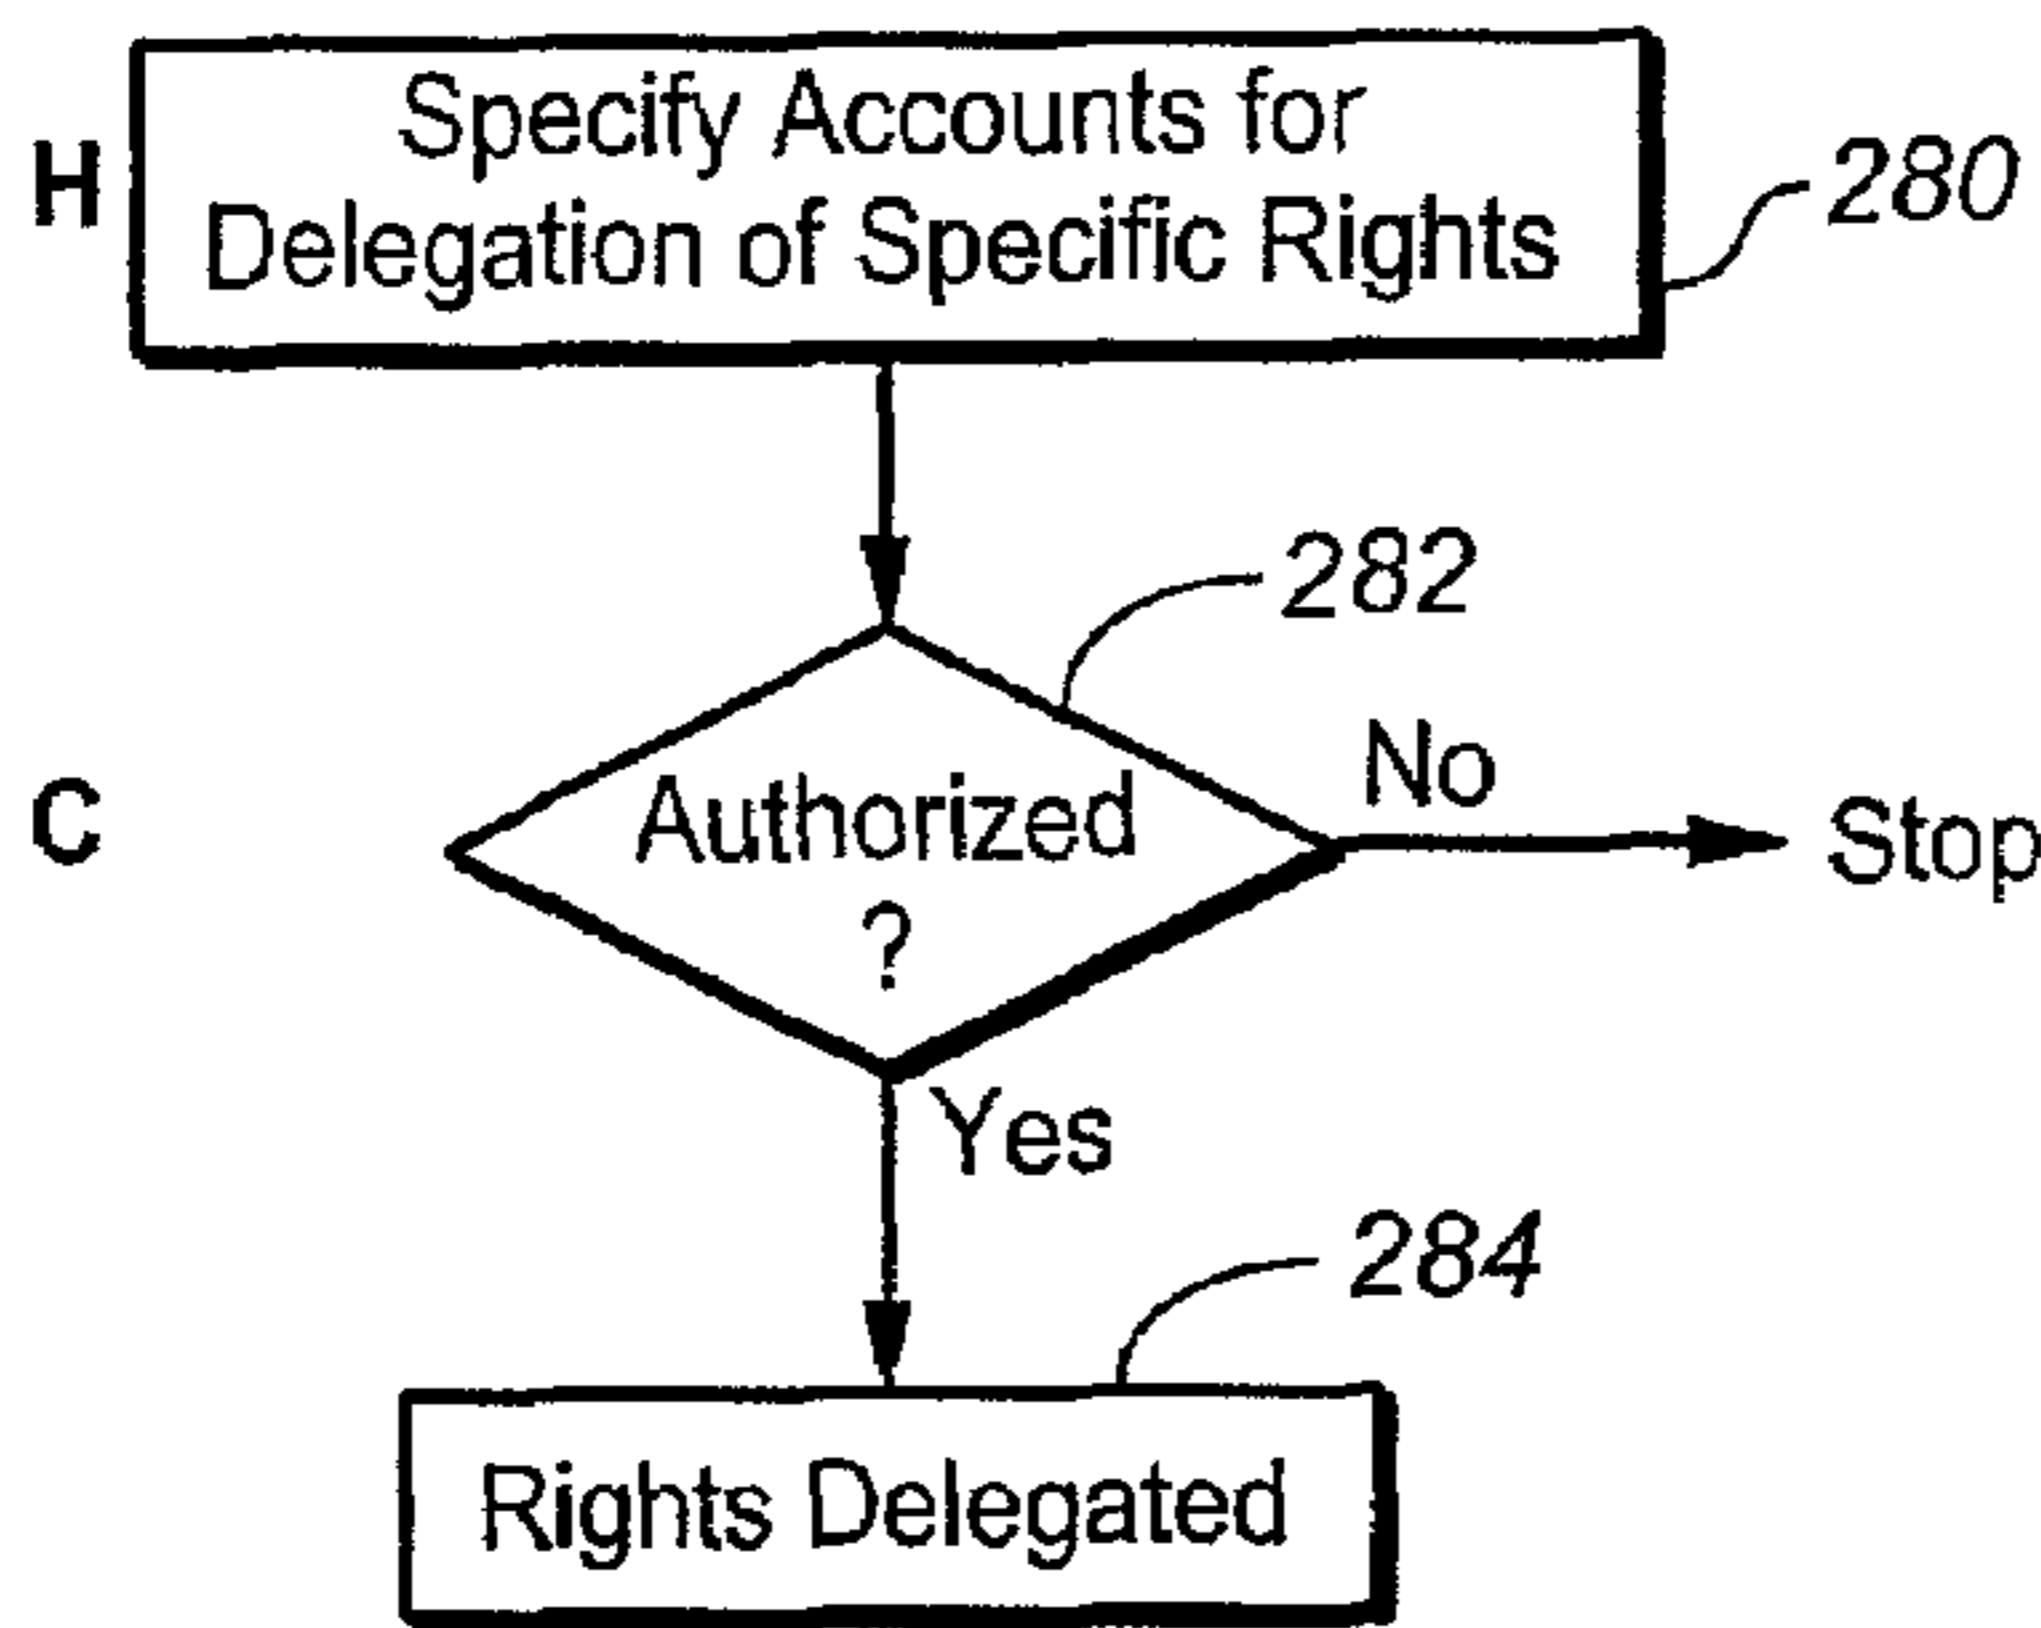 Specify Accounts for
H
280
Delegation of Specific Rights
282
No
C
Authorized
Stop
?
Yes
284
Rights Delegated